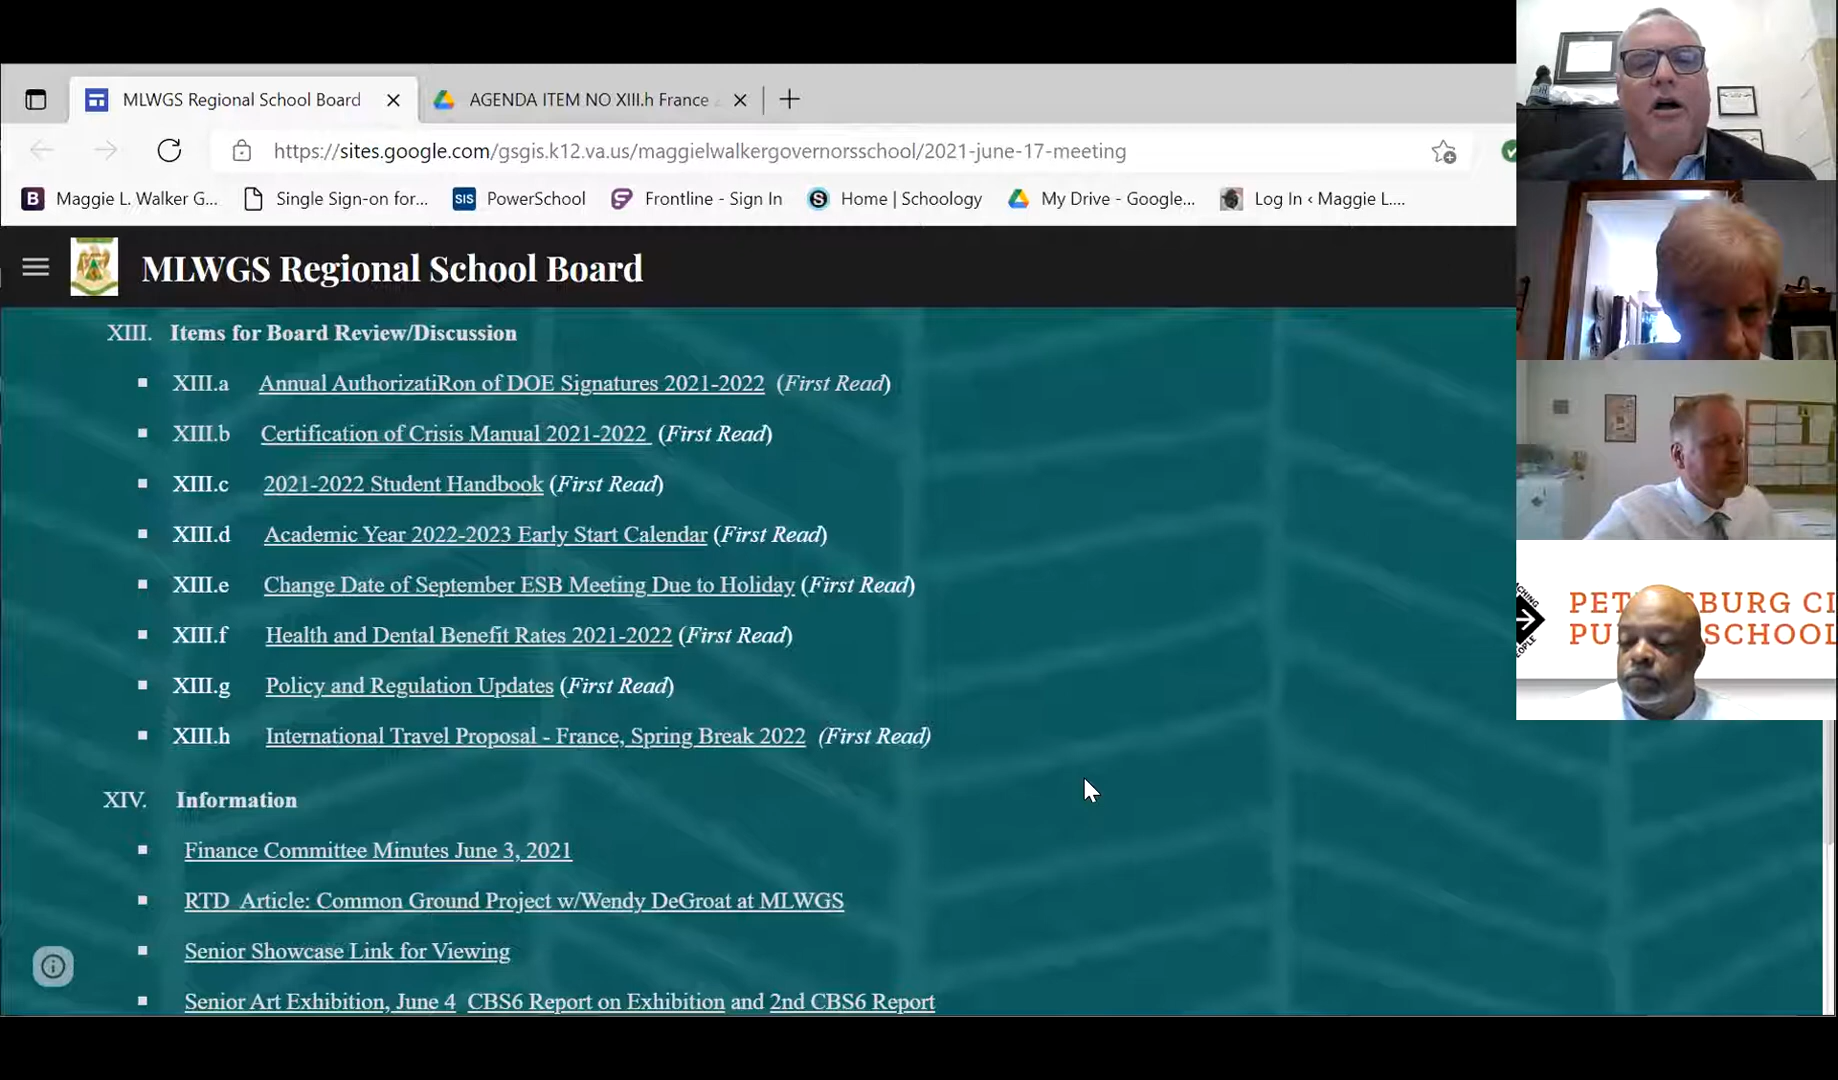 MLWGS Regional School Board
AGENDA ITEM NO XIII.h France
https://sites.google.com/gsgis.k12.va.us/maggielwalkergovernorsschool/2021-june-17-meeting
B Maggie L. Walker G... Single Sign-on for... SIS PowerSchool Frontline - Sign In S Home | Schoology My Drive - Google... Log In ‹ Maggie L....
MLWGS Regional School Board
XIII. Items for Board Review/Discussion
▪ XIII.a Annual AuthorizatiRon of DOE Signatures 2021-2022 (First Read)
▪ XIII.b Certification of Crisis Manual 2021-2022 (First Read)
▪ XIII.c 2021-2022 Student Handbook (First Read)
▪ XIII.d Academic Year 2022-2023 Early Start Calendar (First Read)
▪ XIII.e Change Date of September ESB Meeting Due to Holiday (First Read)
▪ XIII.f Health and Dental Benefit Rates 2021-2022 (First Read)
▪ XIII.g Policy and Regulation Updates (First Read)
▪ XIII.h International Travel Proposal - France, Spring Break 2022 (First Read)
XIV. Information
▪ Finance Committee Minutes June 3, 2021
▪ RTD Article: Common Ground Project w/Wendy DeGroat at MLWGS
▪ Senior Showcase Link for Viewing
▪ Senior Art Exhibition, June 4 CBS6 Report on Exhibition and 2nd CBS6 Report
PET SBURG CI
PU SCHOOL